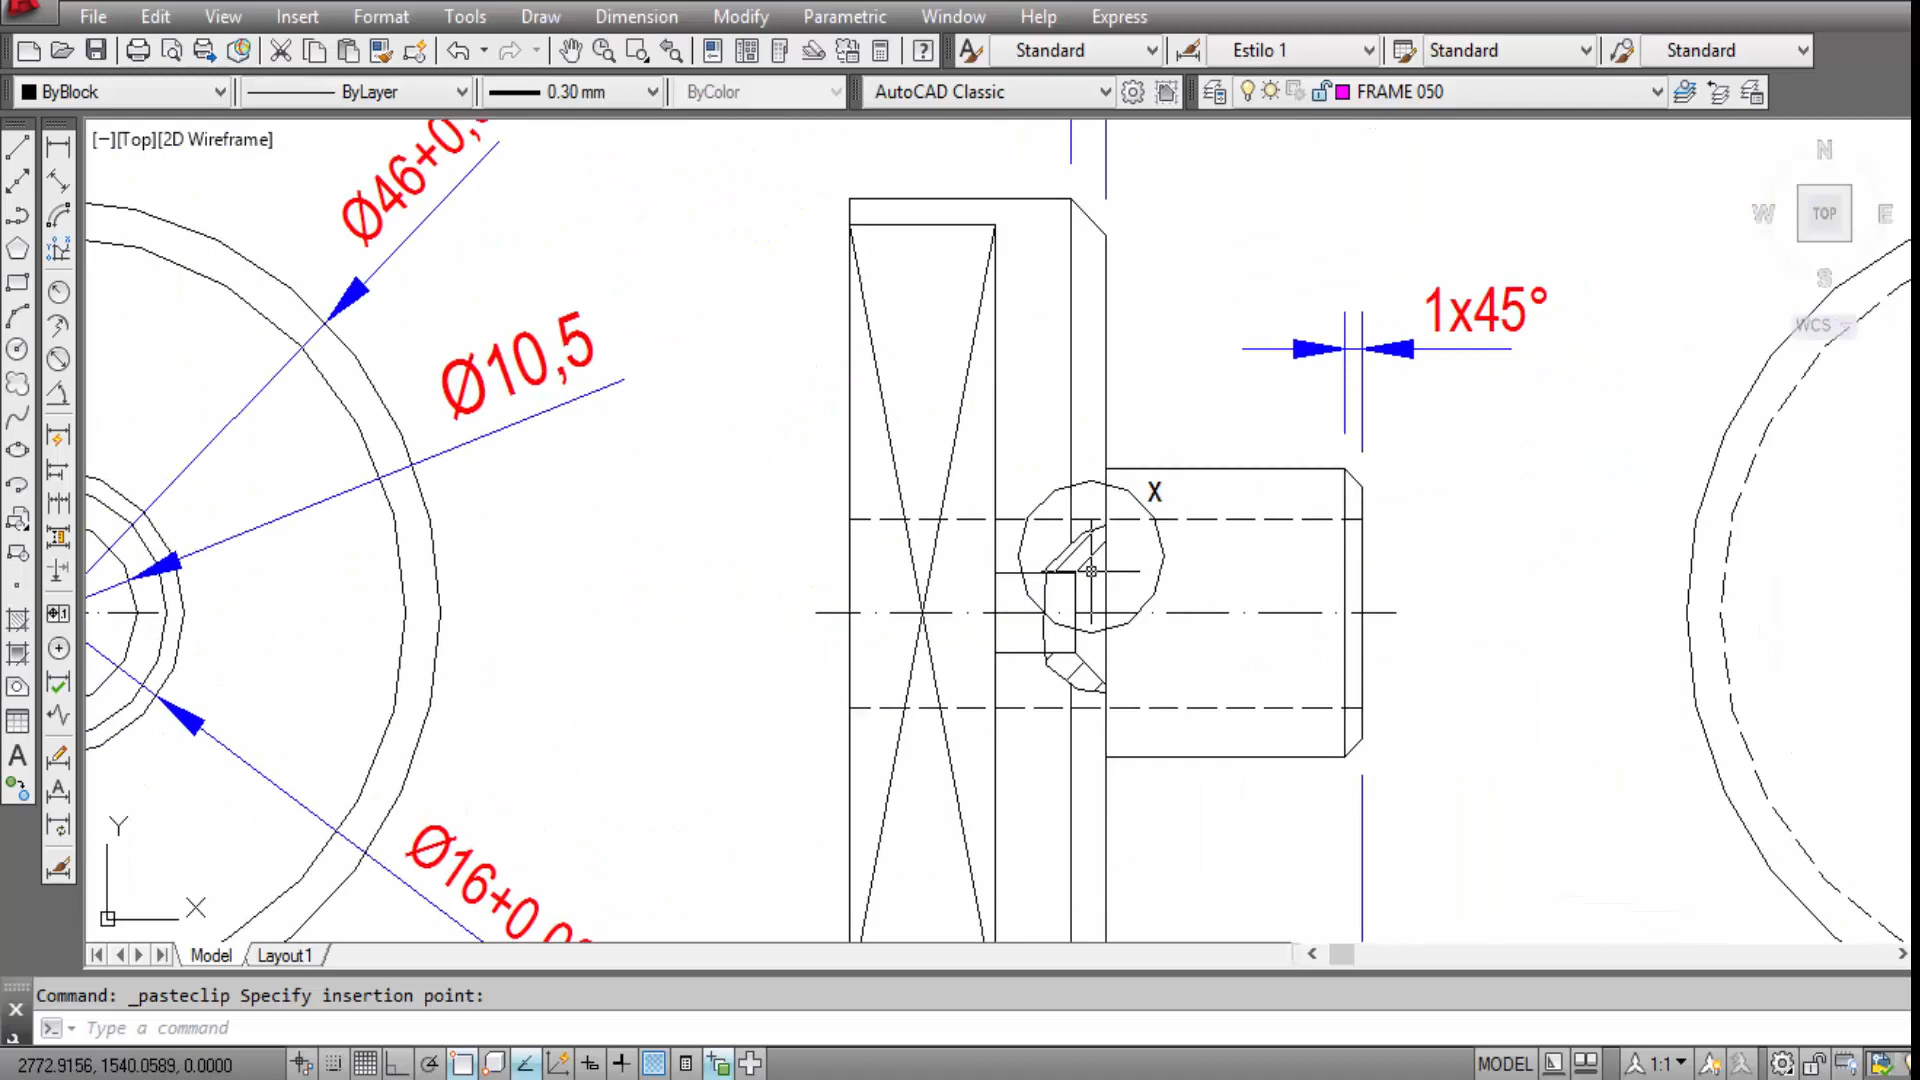 File Edit View Insert Format Tools Draw Dimension Modify Parametric Window Help Express
Standard Estilo 1 Standard Standard
ByBlock ByLayer 0.30 mm ByColor AutoCAD Classic FRAME 050
[−][Top][2D Wireframe]
N
W TOP E
S
WCS
Ø46+0,
1x45°
Ø10,5
X
Ø16+0
Y
X
Model Layout1
Command: _pasteclip Specify insertion point:
Type a command
2772.9156, 1540.0589, 0.0000 MODEL 1:1